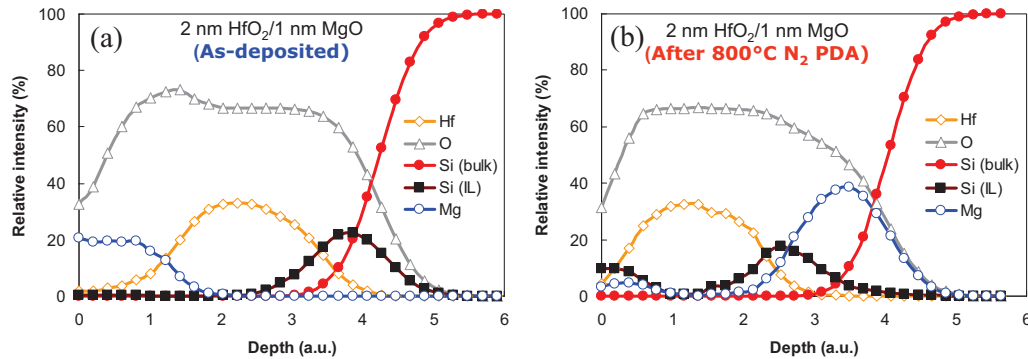 (a)
2 nm HfO₂/1 nm MgO
(As-deposited)
Relative intensity (%)
100
80
60
40
20
0
Hf
O
Si (bulk)
Si (IL)
Mg
0 1 2 3 4 5 6
Depth (a.u.)
(b)
2 nm HfO₂/1 nm MgO
(After 800°C N₂ PDA)
Relative intensity (%)
100
80
60
40
20
0
Hf
O
Si (bulk)
Si (IL)
Mg
0 1 2 3 4 5 6
Depth (a.u.)